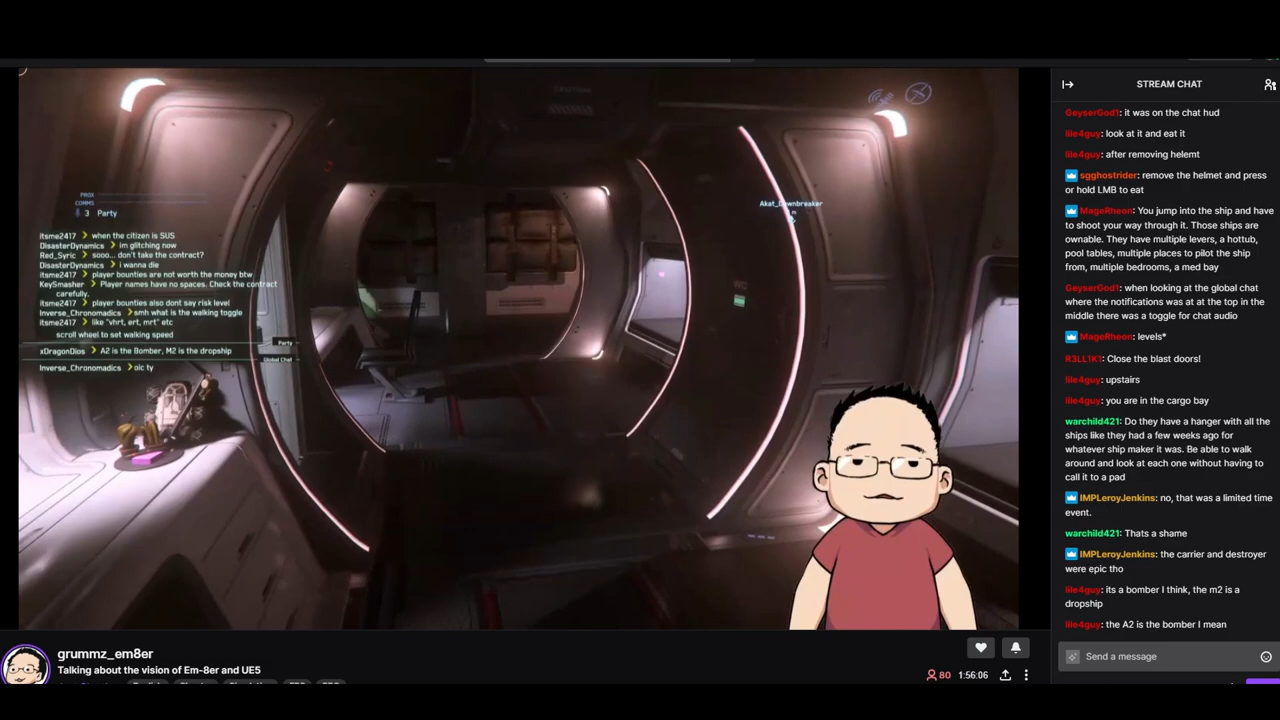 STREAM CHAT
GeyserGod1: it was on the chat hud
lile4guy: look at it and eat it
lile4guy: after removing helemt
sgghostrider: remove the helmet and press
or hold LMB to eat
MageRheon: You jump into the ship and have
to shoot your way through it. Those ships are
ownable. They have multiple levers, a hottub,
pool tables, multiple places to pilot the ship
from, multiple bedrooms, a med bay
GeyserGod1: when looking at the global chat
where the notifications was at at the top in the
middle there was a toggle for chat audio
MageRheon: levels*
R3LL1K1: Close the blast doors!
lile4guy: upstairs
lile4guy: you are in the cargo bay
warchild421: Do they have a hanger with all the
ships like they had a few weeks ago for
whatever ship maker it was. Be able to walk
around and look at each one without having to
call it to a pad
IMPLeroyJenkins: no, that was a limited time
event.
warchild421: Thats a shame
IMPLeroyJenkins: the carrier and destroyer
were epic tho
lile4guy: its a bomber I think, the m2 is a
dropship
lile4guy: the A2 is the bomber I mean
Send a message
PROX
COMMS
3 Party
itsme2417 > when the citizen is SUS
DisasterDynamics > im glitching now
Red_Syric > sooo... don't take the contract?
DisasterDynamics > i wanna die
itsme2417 > player bounties are not worth the money btw
KeySmasher > Player names have no spaces. Check the contract
carefully.
itsme2417 > player bounties also dont say risk level
Inverse_Chronomadics > smh what is the walking toggle
itsme2417 > like "vhrt, ert, mrt" etc
scroll wheel to set walking speed
Party
xDragonDios > A2 is the Bomber, M2 is the dropship
Global Chat
Inverse_Chronomadics > oic ty
WC
grummz_em8er
Talking about the vision of Em-8er and UE5
80 1:56:06